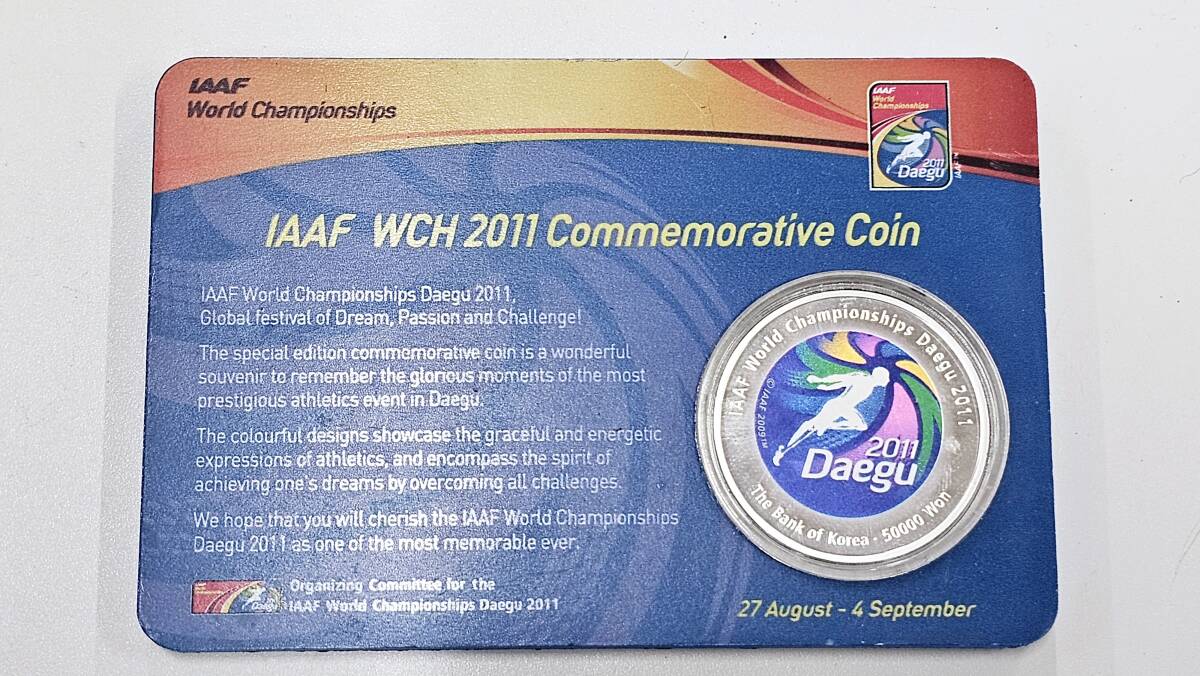 IAAF
World Championships
IAAF
World
Championships
2011
Daegu
IAAF WCH 2011 Commemorative Coin
IAAF World Championships Daegu 2011,
Global festival of Dream, Passion and Challenge!
The special edition commemorative coin is a wonderful
souvenir to remember the glorious moments of the most
prestigious athletics event in Daegu.
The colourful designs showcase the graceful and energetic
expressions of athletics, and encompass the spirit of
achieving one's dreams by overcoming all challenges.
We hope that you will cherish the IAAF World Championships
Daegu 2011 as one of the most memorable ever.
Organizing Committee for the
IAAF World Championships Daegu 2011
IAAF World Championships Daegu 2011
© IAAF 2009™
2011
Daegu
The Bank of Korea · 50000 Won
27 August - 4 September